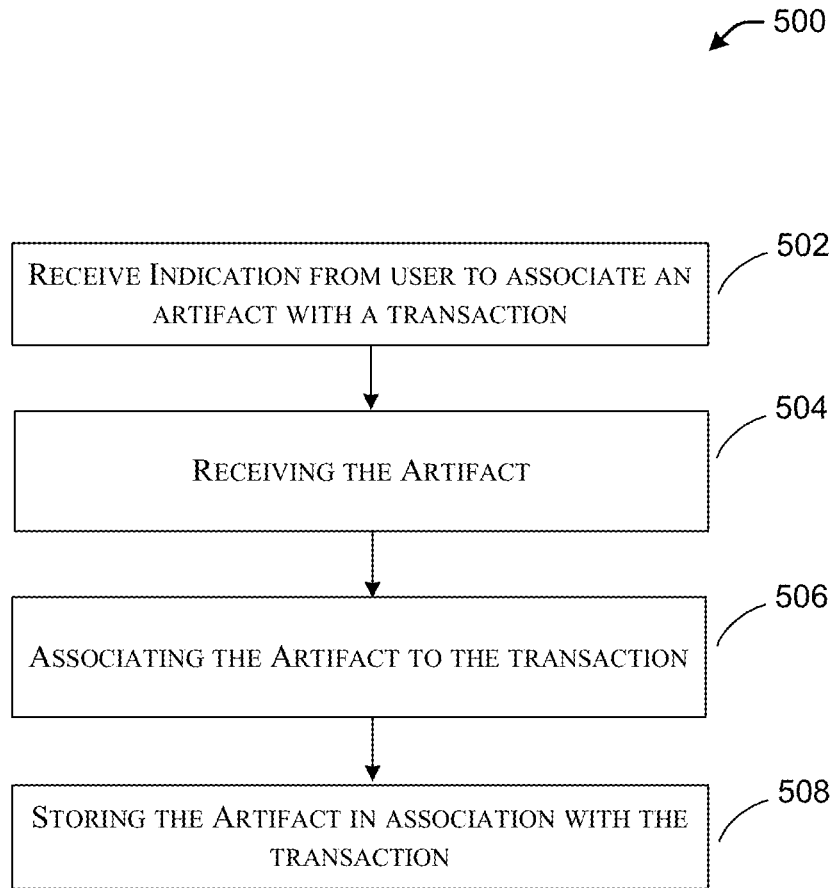 500
RECEIVE INDICATION FROM USER TO ASSOCIATE AN
ARTIFACT WITH A TRANSACTION
502
RECEIVING THE ARTIFACT
504
ASSOCIATING THE ARTIFACT TO THE TRANSACTION
506
STORING THE ARTIFACT IN ASSOCIATION WITH THE
TRANSACTION
508